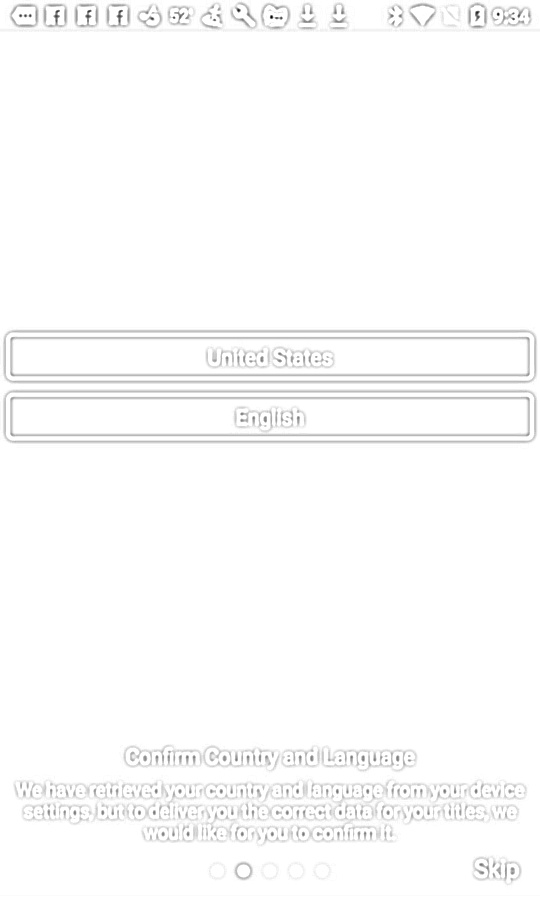 52°
9:34
United States
English
Confirm Country and Language
We have retrieved your country and language from your device
settings, but to deliver you the correct data for your titles, we
would like for you to confirm it.
Skip